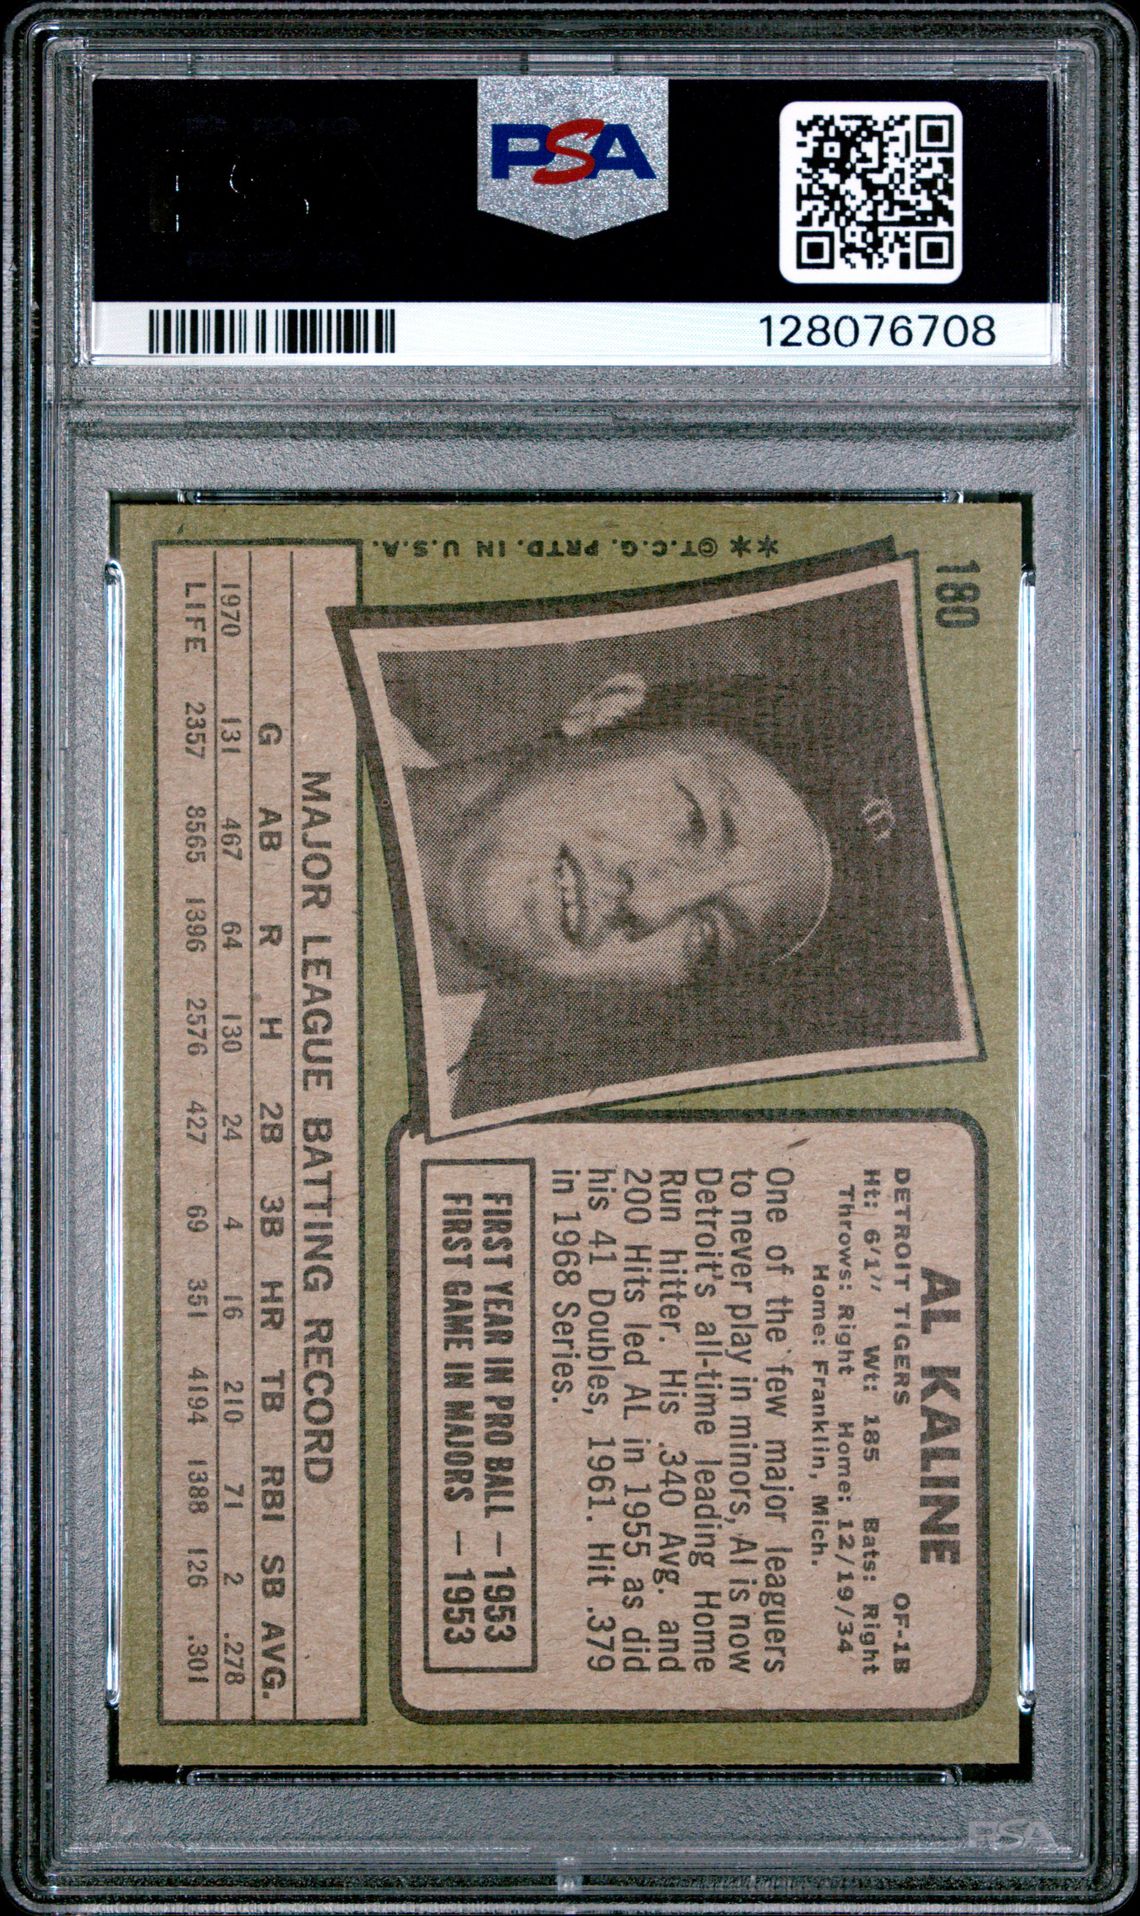 PSA
128076708
180
** ©T.C.G. PRTD. IN U.S.A.
AL KALINE OF-1B
DETROIT TIGERS
Ht: 6'1" Wt: 185 Bats: Right
Throws: Right Home: 12/19/34
Home: Franklin, Mich.
One of the few major leaguers
to never play in minors, Al is now
Detroit's all-time leading Home
Run hitter. His .340 Avg. and
200 Hits led AL in 1955 as did
his 41 Doubles, 1961. Hit .379
in 1968 Series.
FIRST YEAR IN PRO BALL — 1953
FIRST GAME IN MAJORS — 1953
MAJOR LEAGUE BATTING RECORD
G AB R H 2B 3B HR TB RBI SB AVG.
1970 131 467 64 130 24 4 16 210 71 2 .278
LIFE 2357 8565 1396 2576 427 69 351 4194 1388 126 .301
PSA